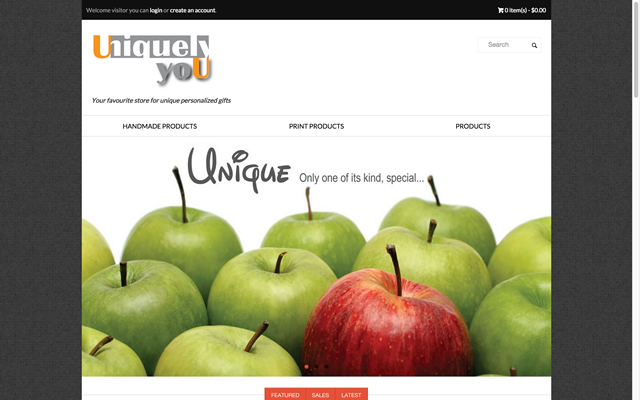 Welcome visitor you can login or create an account.
0 item(s) - $0.00
Uniquely
yoU
Search
Your favourite store for unique personalized gifts
HANDMADE PRODUCTS
PRINT PRODUCTS
PRODUCTS
UNIQUE Only one of its kind, special...
FEATURED
SALES
LATEST